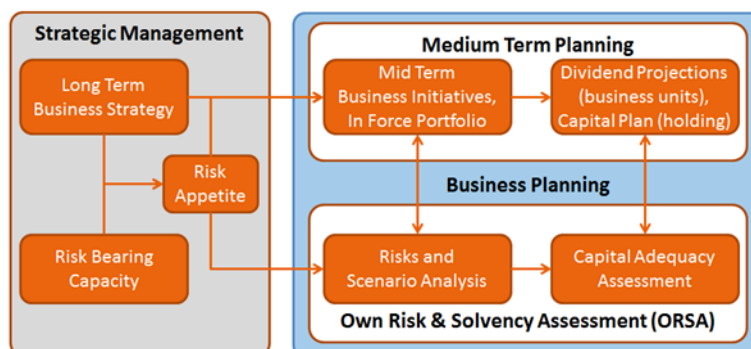 Strategic Management
Long Term
Business Strategy
Risk
Appetite
Risk Bearing
Capacity
Medium Term Planning
Mid Term
Business Initiatives,
In Force Portfolio
Dividend Projections
(business units),
Capital Plan (holding)
Business Planning
Risks and
Scenario Analysis
Capital Adequacy
Assessment
Own Risk & Solvency Assessment (ORSA)